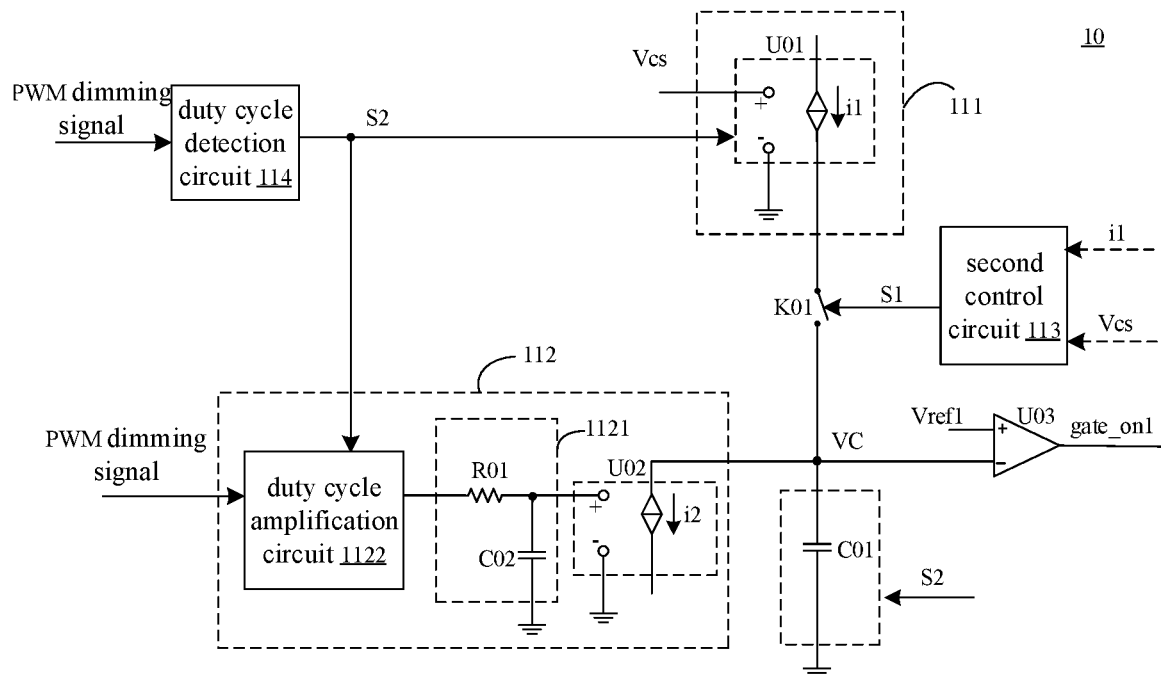 10
U01
Vcs
+
-
i1
111
PWM dimming
signal
duty cycle
detection
circuit 114
S2
i1
second
control
circuit 113
S1
K01
Vcs
112
1121
Vref1
+
-
U03
gate_on1
VC
PWM dimming
signal
duty cycle
amplification
circuit 1122
R01
C02
U02
+
-
i2
C01
S2